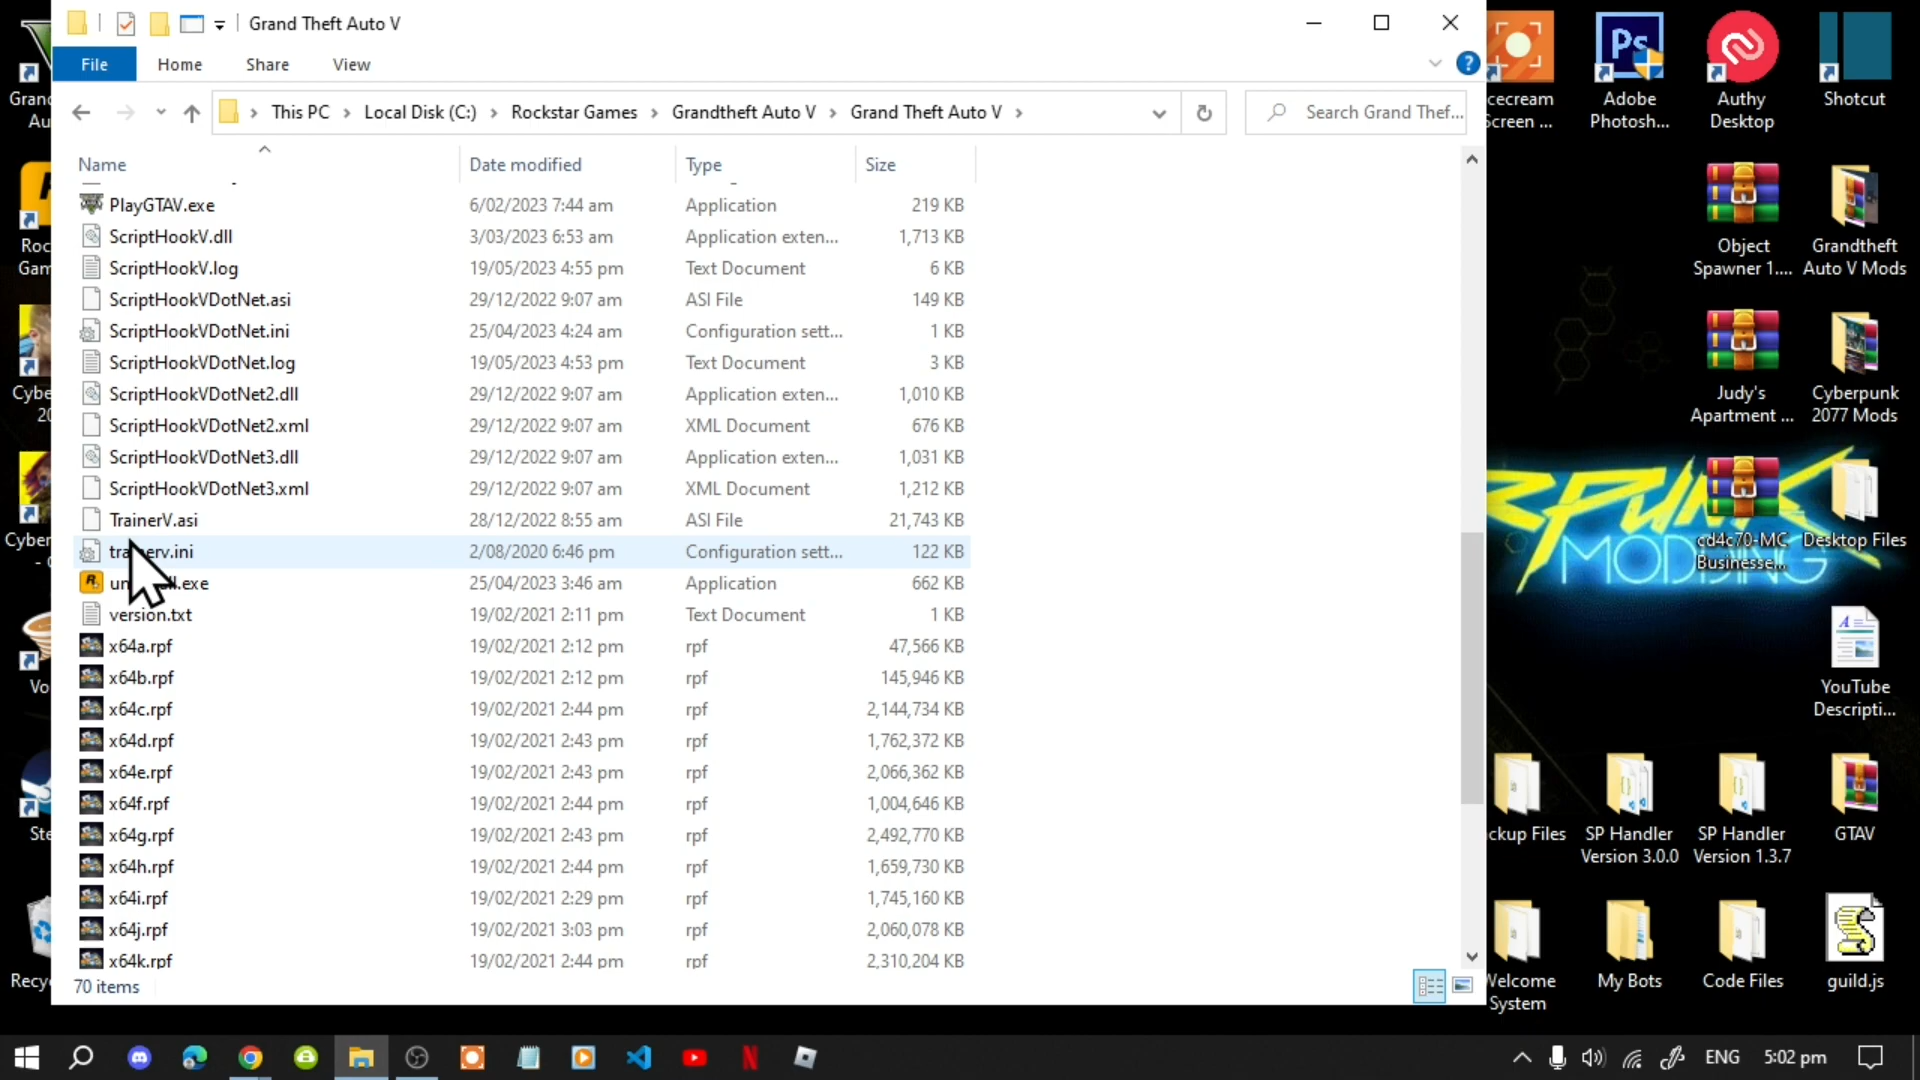 Grand Theft Auto V
File Home Share View
This PC Local Disk (C:) Rockstar Games Grandtheft Auto V Grand Theft Auto V
Search Grand Thef...
Name Date modified Type Size
PlayGTAV.exe 6/02/2023 7:44 am Application 219 KB
ScriptHookV.dll 3/03/2023 6:53 am Application exten... 1,713 KB
ScriptHookV.log 19/05/2023 4:55 pm Text Document 6 KB
ScriptHookVDotNet.asi 29/12/2022 9:07 am ASI File 149 KB
ScriptHookVDotNet.ini 25/04/2023 4:24 am Configuration sett... 1 KB
ScriptHookVDotNet.log 19/05/2023 4:53 pm Text Document 3 KB
ScriptHookVDotNet2.dll 29/12/2022 9:07 am Application exten... 1,010 KB
ScriptHookVDotNet2.xml 29/12/2022 9:07 am XML Document 676 KB
ScriptHookVDotNet3.dll 29/12/2022 9:07 am Application exten... 1,031 KB
ScriptHookVDotNet3.xml 29/12/2022 9:07 am XML Document 1,212 KB
TrainerV.asi 28/12/2022 8:55 am ASI File 21,743 KB
trainerv.ini 2/08/2020 6:46 pm Configuration sett... 122 KB
25/04/2023 3:46 am Application 662 KB
version.txt 19/02/2021 2:11 pm Text Document 1 KB
x64a.rpf 19/02/2021 2:12 pm rpf 47,566 KB
x64b.rpf 19/02/2021 2:12 pm rpf 145,946 KB
x64c.rpf 19/02/2021 2:44 pm rpf 2,144,734 KB
x64d.rpf 19/02/2021 2:43 pm rpf 1,762,372 KB
x64e.rpf 19/02/2021 2:43 pm rpf 2,066,362 KB
x64f.rpf 19/02/2021 2:44 pm rpf 1,004,646 KB
x64g.rpf 19/02/2021 2:43 pm rpf 2,492,770 KB
x64h.rpf 19/02/2021 2:44 pm rpf 1,659,730 KB
x64i.rpf 19/02/2021 2:29 pm rpf 1,745,160 KB
x64j.rpf 19/02/2021 3:03 pm rpf 2,060,078 KB
x64k.rpf 19/02/2021 2:44 pm rpf 2,310,204 KB
70 items
Gran
Au
Roc
Gam
Cybe
20
Cyber
- C
Vo
Ste
Recyc
cecream
Screen ...
Ps
Adobe
Photosh...
Authy
Desktop
Shotcut
Object
Spawner 1....
Grandtheft
Auto V Mods
Judy's
Apartment ...
Cyberpunk
2077 Mods
RPUNK
MODDING
cd4c70-MC
Businesse...
Desktop Files
YouTube
Descripti...
ckup Files
SP Handler
Version 3.0.0
SP Handler
Version 1.3.7
GTAV
Welcome
System
My Bots
Code Files
guild.js
ENG 5:02 pm